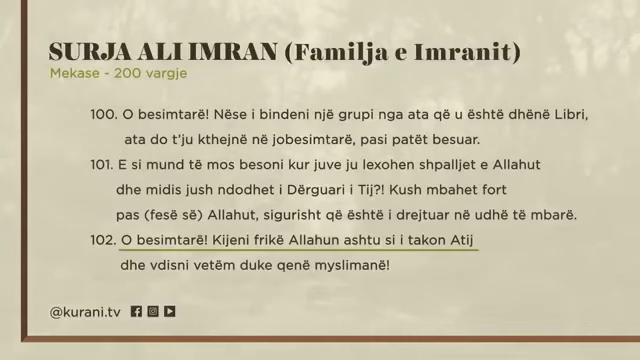 SURJA ALI IMRAN (Familja e Imranit)
Mekase - 200 vargje
100. O besimtarë! Nëse i bindeni një grupi nga ata që u është dhënë Libri,
ata do t'ju kthejnë në jobesimtarë, pasi patët besuar.
101. E si mund të mos besoni kur juve ju lexohen shpalljet e Allahut
dhe midis jush ndodhet i Dërguari i Tij?! Kush mbahet fort
pas (fesë së) Allahut, sigurisht që është i drejtuar në udhë të mbarë.
102. O besimtarë! Kijeni frikë Allahun ashtu si i takon Atij
dhe vdisni vetëm duke qenë myslimanë!
@kurani.tv